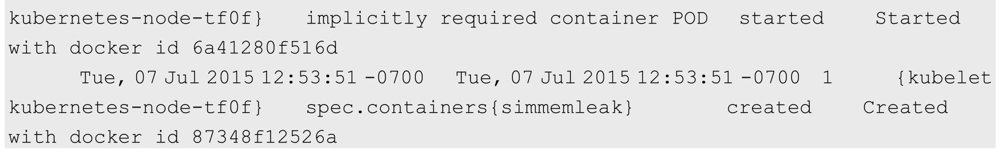 kubernetes-node-tf0f} implicitly required container POD started Started
with docker id 6a41280f516d
Tue, 07 Jul 2015 12:53:51 -0700 Tue, 07 Jul 2015 12:53:51 -0700 1 {kubelet
kubernetes-node-tf0f} spec.containers{simmemleak} created Created
with docker id 87348f12526a